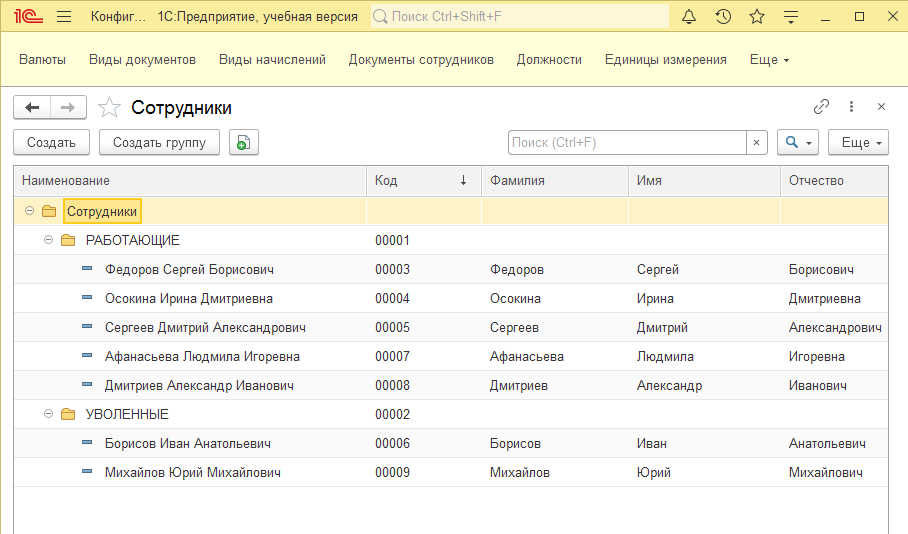 1С Конфиг... 1С:Предприятие, учебная версия Поиск Ctrl+Shift+F
Валюты Виды документов Виды начислений Документы сотрудников Должности Единицы измерения Еще
Сотрудники
Создать Создать группу Поиск (Ctrl+F) × Еще
Наименование Код ↓ Фамилия Имя Отчество
Сотрудники
РАБОТАЮЩИЕ 00001
Федоров Сергей Борисович 00003 Федоров Сергей Борисович
Осокина Ирина Дмитриевна 00004 Осокина Ирина Дмитриевна
Сергеев Дмитрий Александрович 00005 Сергеев Дмитрий Александрович
Афанасьева Людмила Игоревна 00007 Афанасьева Людмила Игоревна
Дмитриев Александр Иванович 00008 Дмитриев Александр Иванович
УВОЛЕННЫЕ 00002
Борисов Иван Анатольевич 00006 Борисов Иван Анатольевич
Михайлов Юрий Михайлович 00009 Михайлов Юрий Михайлович